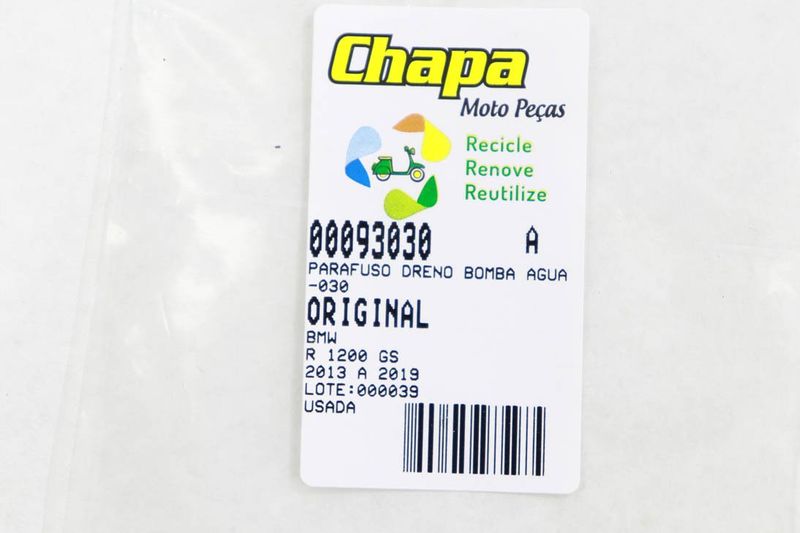 Chapa
Moto Peças
Recicle
Renove
Reutilize
00093030 A
PARAFUSO DRENO BOMBA AGUA
-030
ORIGINAL
BMW
R 1200 GS
2013 A 2019
LOTE:000039
USADA